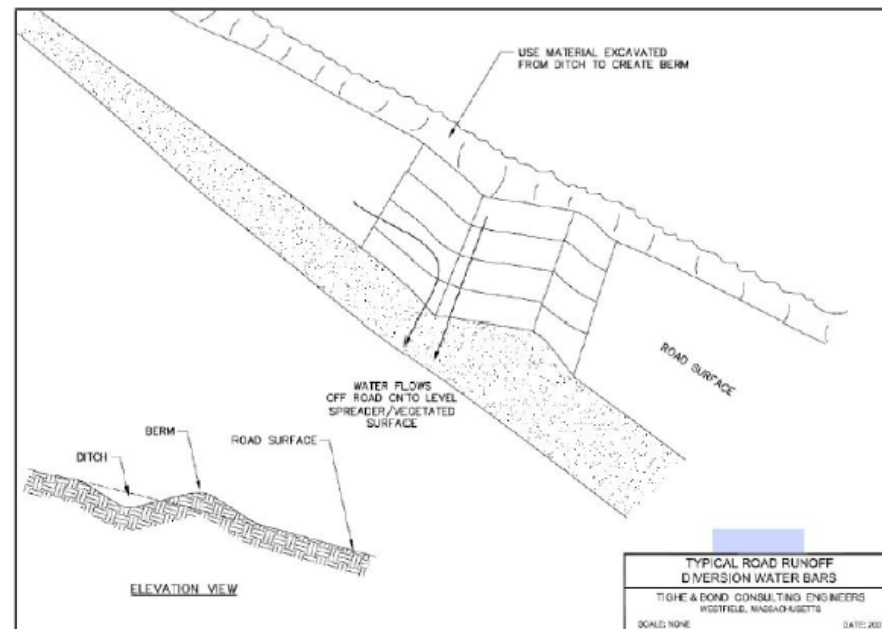 USE MATERIAL EXCAVATED
FROM DITCH TO CREATE BERM
ROAD SURFACE
WATER FLOWS
OFF ROAD ONTO LEVEL
SPREADER/VEGETATED
SURFACE
BERM
DITCH
ROAD SURFACE
ELEVATION VIEW
TYPICAL ROAD RUNOFF
DIVERSION WATER BARS
TIGHE & BOND CONSULTING ENGINEERS
WESTFIELD, MASSACHUSETTS
SCALE: NONE
DATE: 200